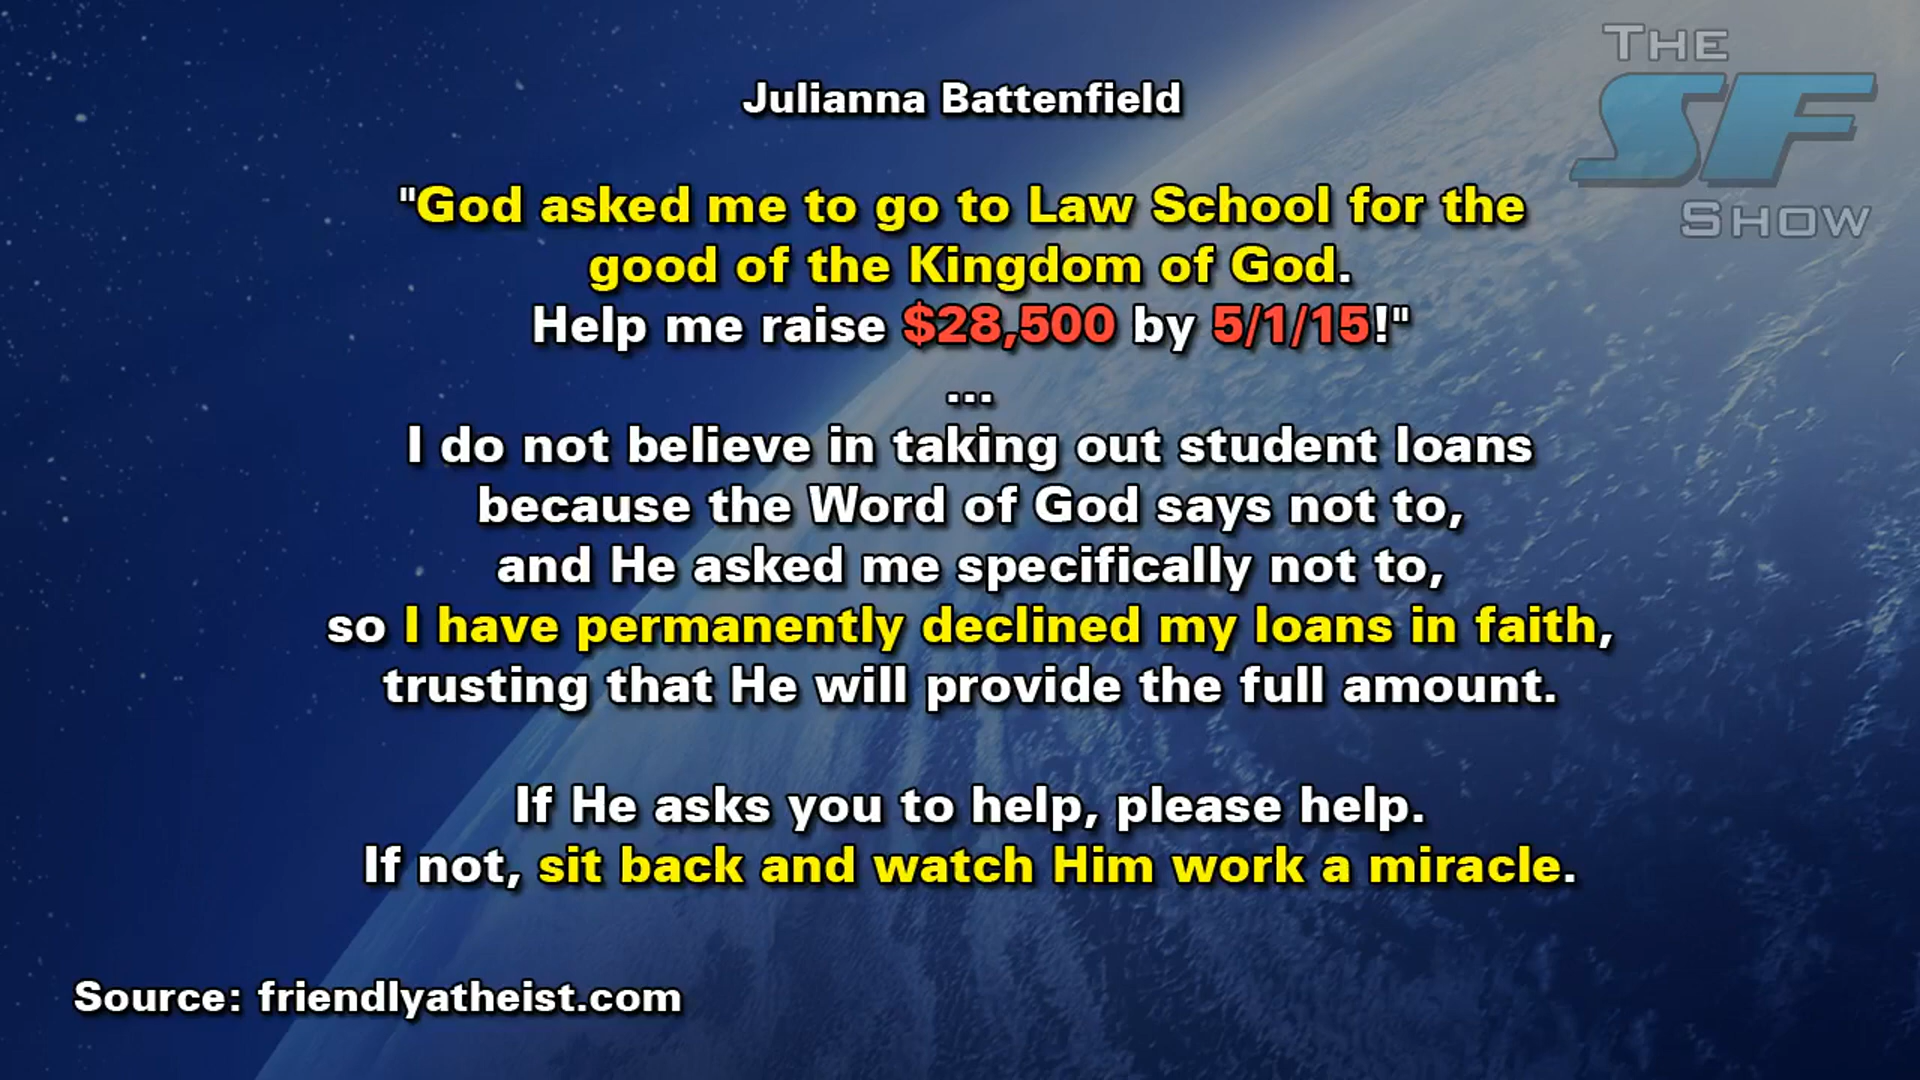 THE
SF
SHOW
Julianna Battenfield
"God asked me to go to Law School for the
good of the Kingdom of God.
Help me raise $28,500 by 5/1/15!"
...
I do not believe in taking out student loans
because the Word of God says not to,
and He asked me specifically not to,
so I have permanently declined my loans in faith,
trusting that He will provide the full amount.
If He asks you to help, please help.
If not, sit back and watch Him work a miracle.
Source: friendlyatheist.com